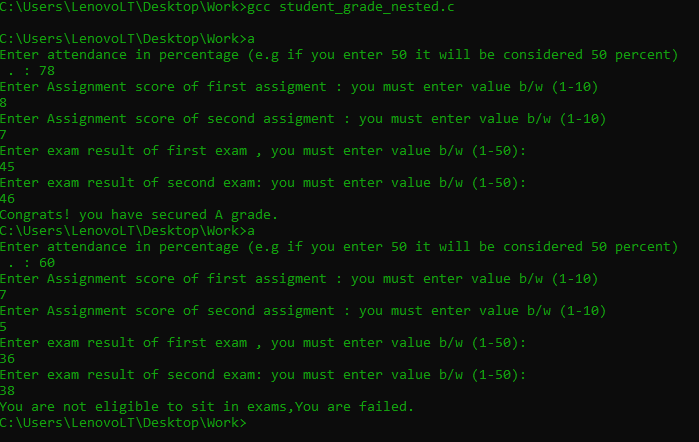 C:\Users\LenovoLT\Desktop\Work>gcc student_grade_nested.c
C:\Users\LenovoLT\Desktop\Work>a
Enter attendance in percentage (e.g if you enter 50 it will be considered 50 percent)
. : 78
Enter Assignment score of first assigment : you must enter value b/w (1-10)
8
Enter Assignment score of second assigment : you must enter value b/w (1-10)
7
Enter exam result of first exam , you must enter value b/w (1-50):
45
Enter exam result of second exam: you must enter value b/w (1-50):
46
Congrats! you have secured A grade.
C:\Users\LenovoLT\Desktop\Work>a
Enter attendance in percentage (e.g if you enter 50 it will be considered 50 percent)
. : 60
Enter Assignment score of first assigment : you must enter value b/w (1-10)
7
Enter Assignment score of second assigment : you must enter value b/w (1-10)
5
Enter exam result of first exam , you must enter value b/w (1-50):
36
Enter exam result of second exam: you must enter value b/w (1-50):
38
You are not eligible to sit in exams,You are failed.
C:\Users\LenovoLT\Desktop\Work>